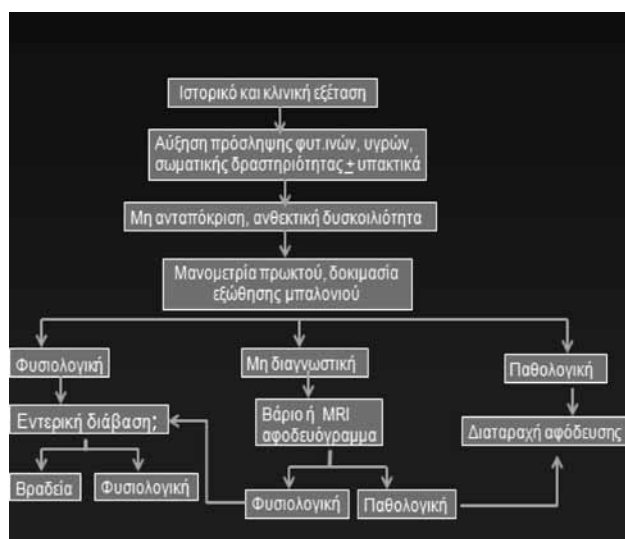 Ιστορικό και κλινική εξέταση
Αύξηση πρόσληψης φυτ.ινών, υγρών,
σωματικής δραστηριότητας ± υπακτικά
Μη ανταπόκριση, ανθεκτική δυσκοιλιότητα
Μανομετρία πρωκτού, δοκιμασία
εξώθησης μπαλονιού
Φυσιολογική
Μη διαγνωστική
Παθολογική
Εντερική διάβαση;
Βάριο ή MRI
αφοδευόγραμμα
Διαταραχή αφόδευσης
Βραδεία
Φυσιολογική
Φυσιολογική
Παθολογική